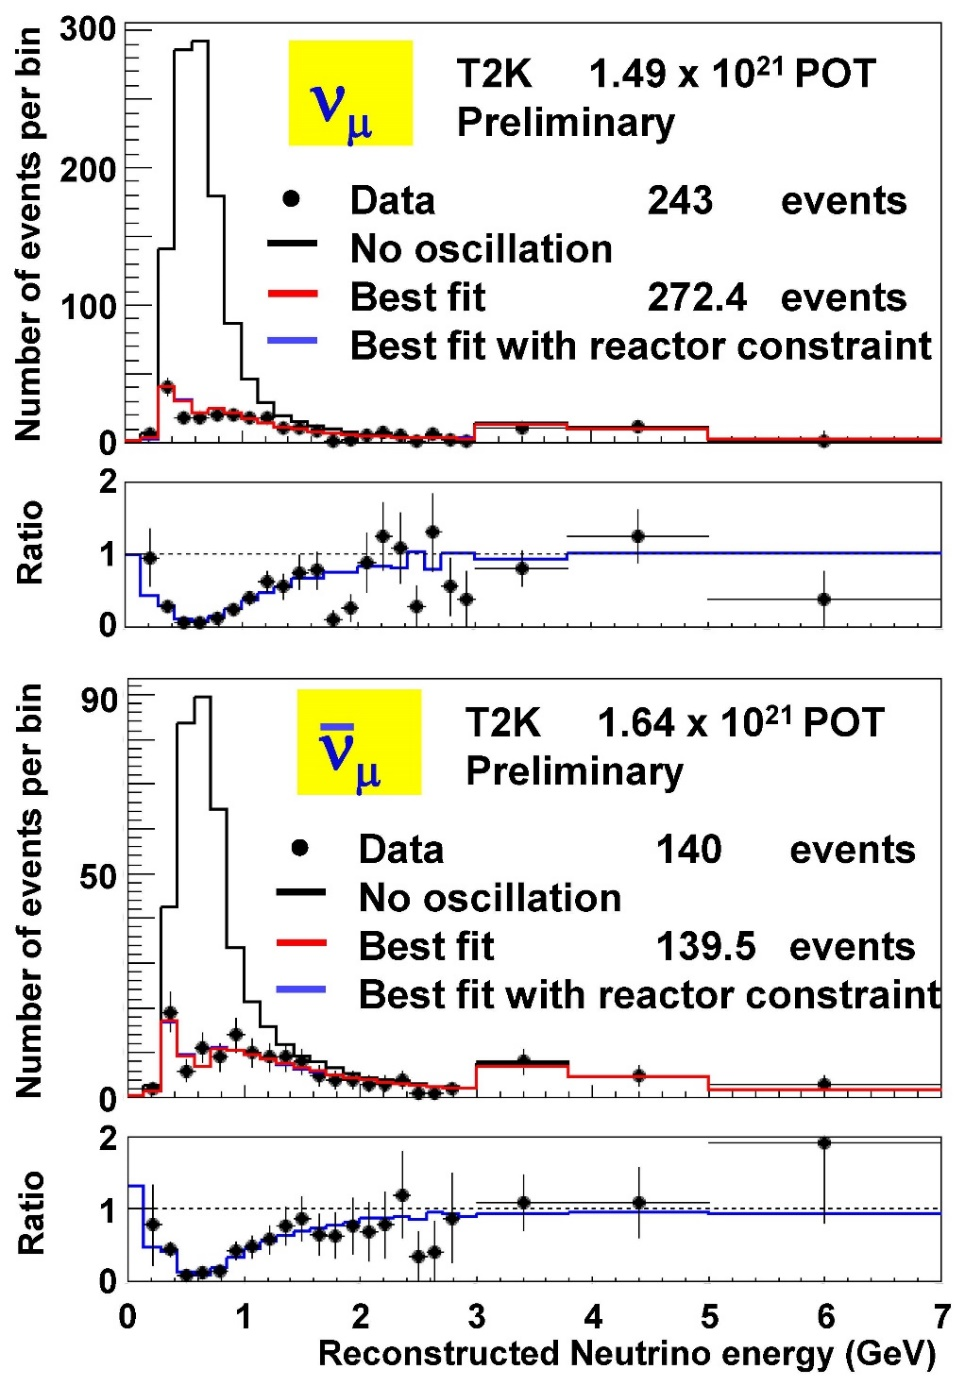 300
200
100
0
Number of events per bin
νμ
T2K 1.49 x 10²¹ POT
Preliminary
Data 243 events
No oscillation
Best fit 272.4 events
Best fit with reactor constraint
2
1
0
Ratio
90
50
0
Number of events per bin
ν̅μ
T2K 1.64 x 10²¹ POT
Preliminary
Data 140 events
No oscillation
Best fit 139.5 events
Best fit with reactor constraint
2
1
0
Ratio
0 1 2 3 4 5 6 7
Reconstructed Neutrino energy (GeV)